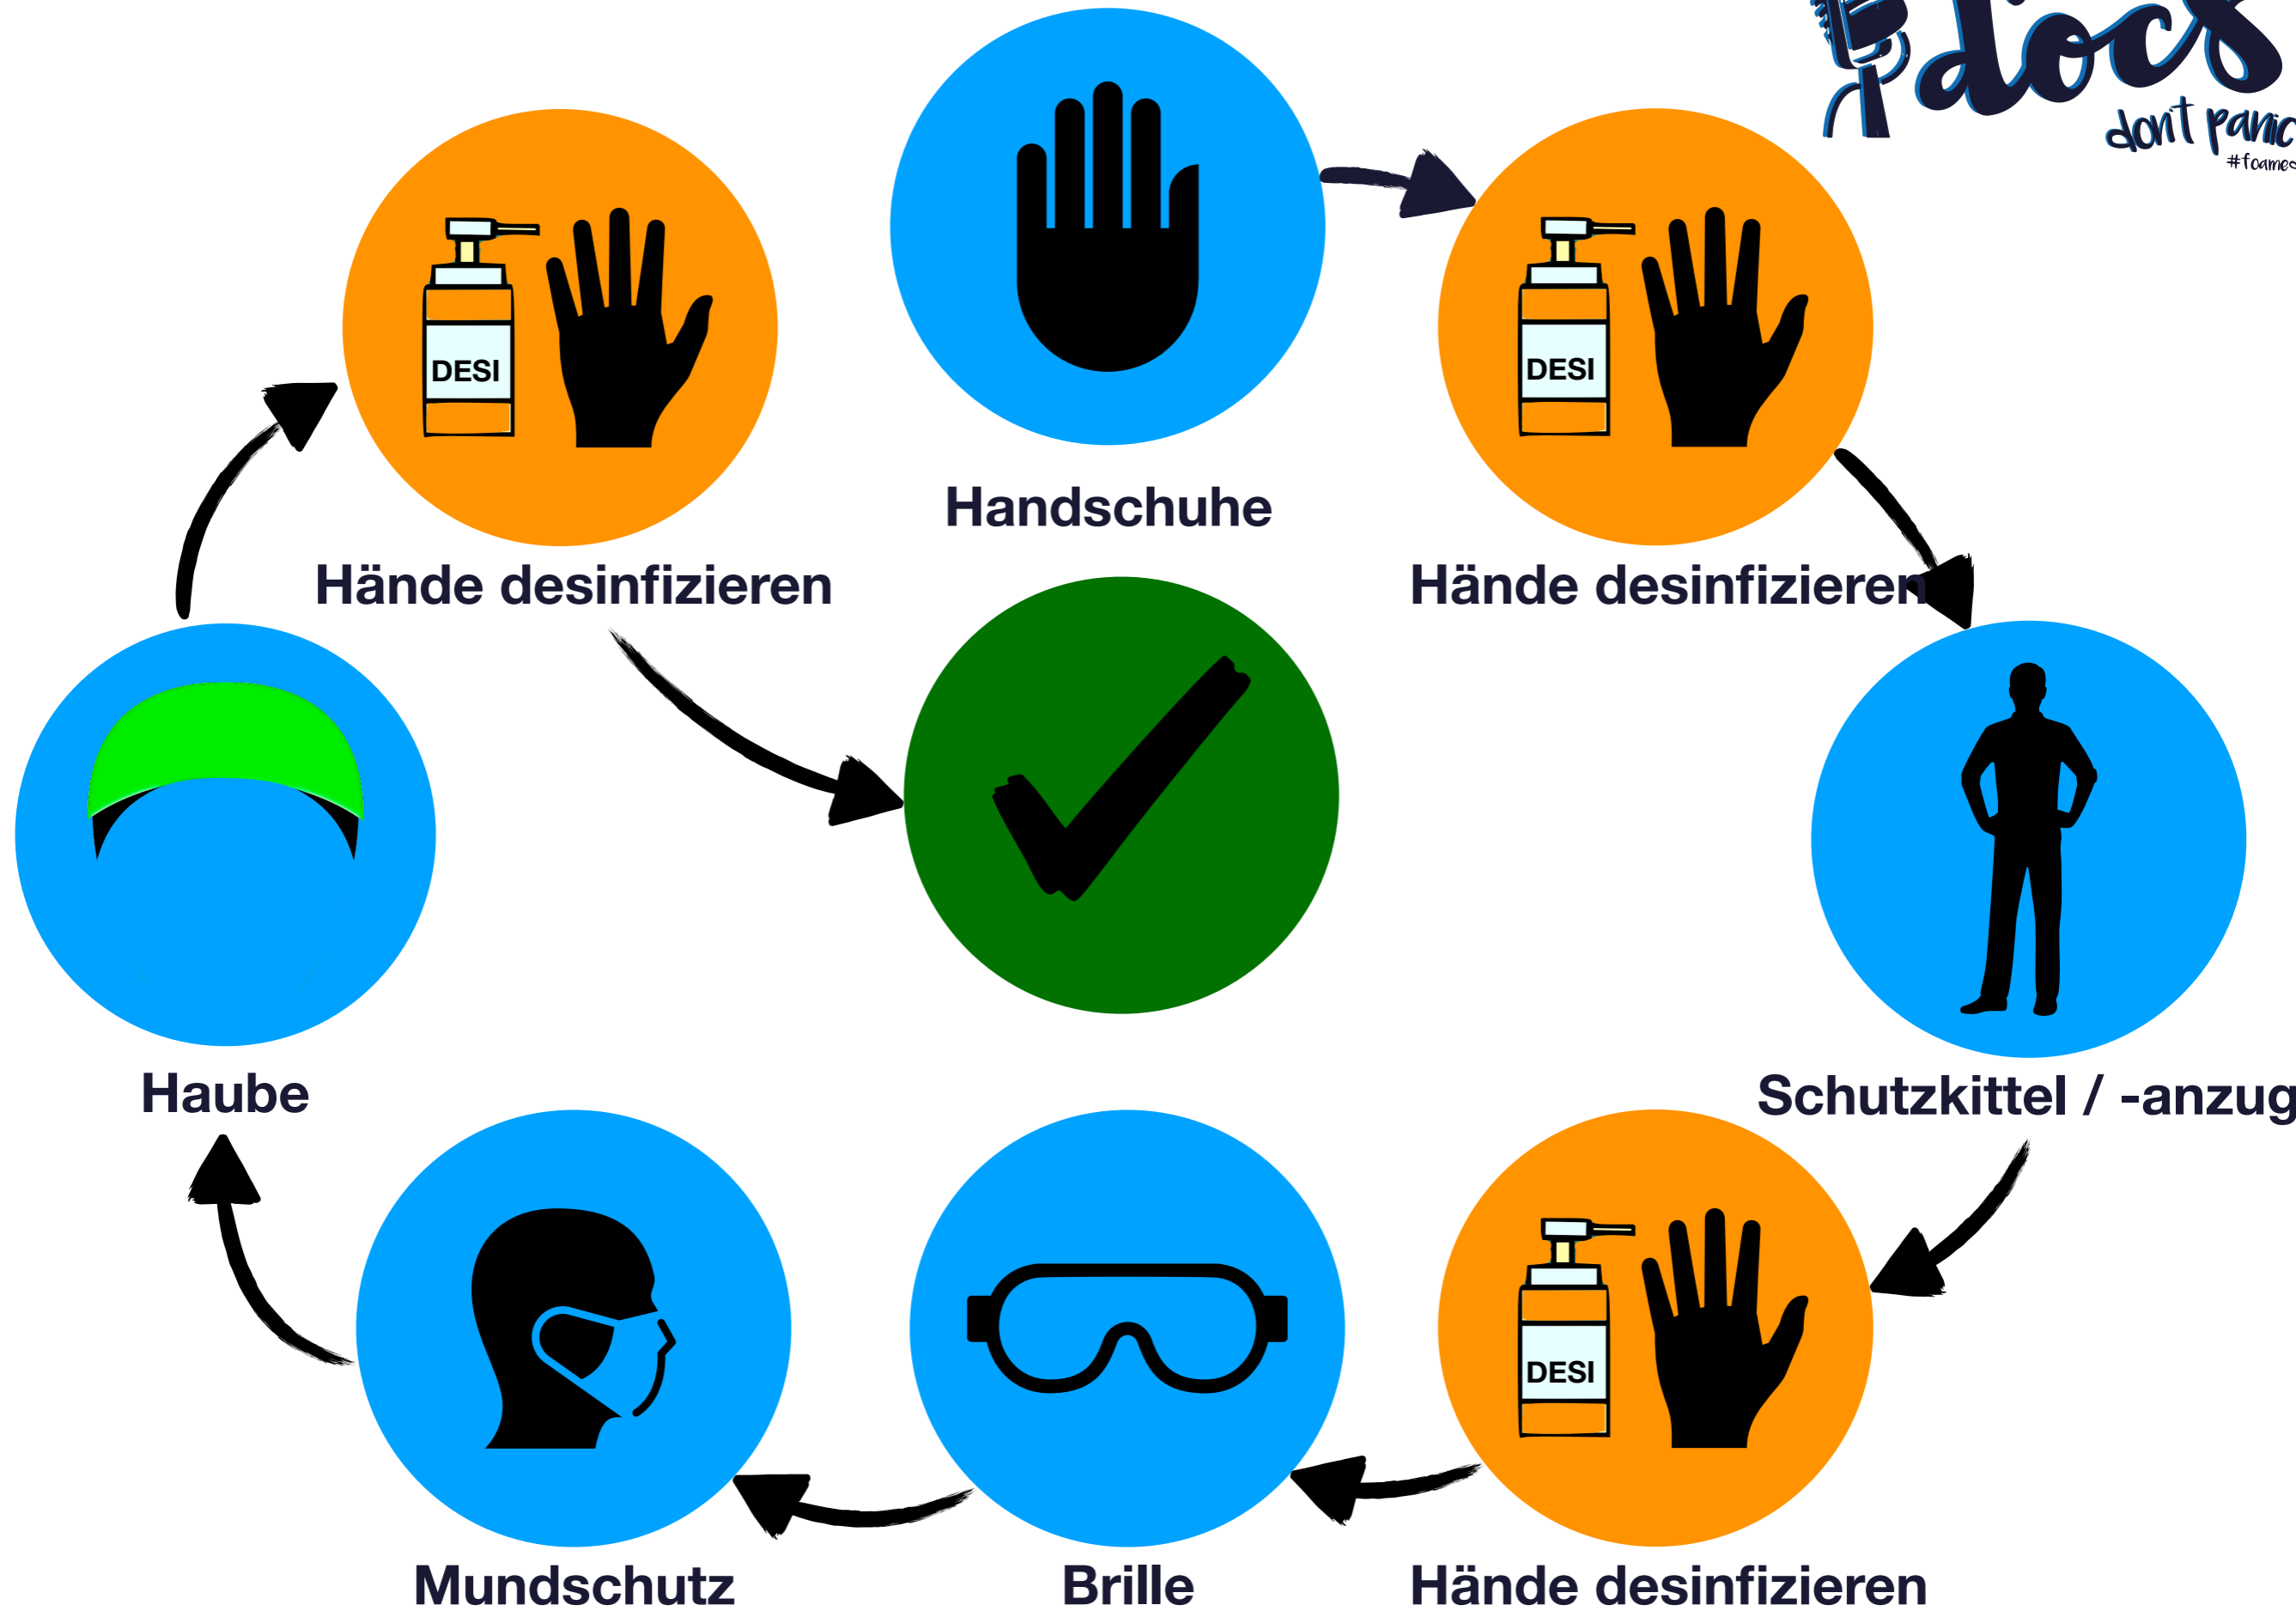 docs
don't panic
Handschuhe
DESI
DESI
Hände desinfizieren
Hände desinfizieren
Haube
Schutzkittel / -anzug
DESI
Mundschutz
Brille
Hände desinfizieren